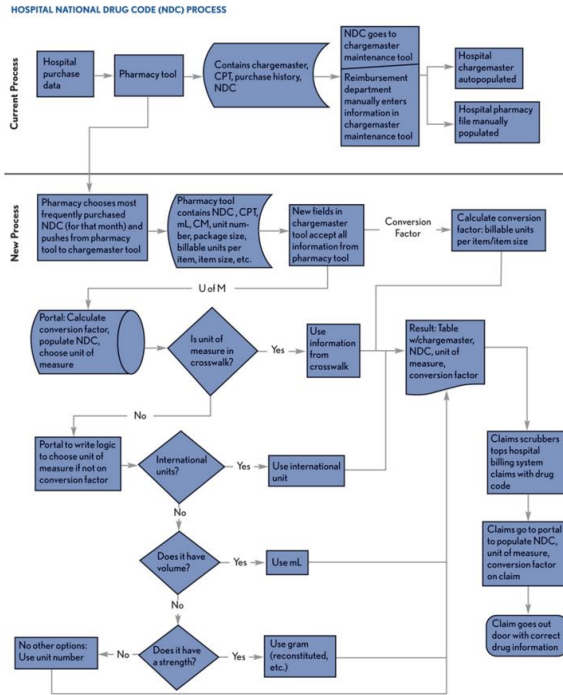 HOSPITAL NATIONAL DRUG CODE (NDC) PROCESS
Current Process
Hospital
purchase
data
Pharmacy tool
Contains chargemaster,
CPT, purchase history,
NDC
NDC goes to
chargemaster
maintenance tool
Reimbursement
department
manually enters
information in
chargemaster
maintenance tool
Hospital
chargemaster
autopopulated
Hospital pharmacy
file manually
populated
New Process
Pharmacy chooses most
frequently purchased
NDC (for that month) and
pushes from pharmacy
tool to chargemaster tool
Pharmacy tool
contains NDC, CPT,
mL, CM, unit num-
ber, package size,
billable units per
item, item size, etc.
New fields in
chargemaster
tool accept all
information from
pharmacy tool
Conversion
Factor
Calculate conversion
factor: billable units
per item/item size
U of M
Portal: Calculate
conversion factor,
populate NDC,
choose unit of
measure
Is unit of
measure in
crosswalk?
Yes
Use
information
from
crosswalk
Result: Table
w/chargemaster,
NDC, unit of
measure,
conversion factor
No
Portal to write logic
to choose unit of
measure if not on
conversion factor
International
units?
Yes
Use international
unit
Claims scrubbers
tops hospital
billing system
claims with drug
code
No
Does it have
volume?
Yes
Use mL
Claims go to portal
to populate NDC,
unit of measure,
conversion factor
on claim
No
No other options:
Use unit number
No
Does it have
a strength?
Yes
Use gram
(reconstituted,
etc.)
Claim goes out
door with correct
drug information